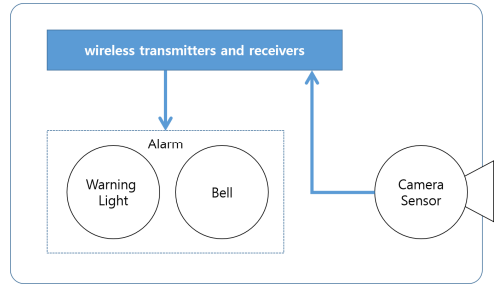 wireless transmitters and receivers
Alarm
Warning
Light
Bell
Camera
Sensor